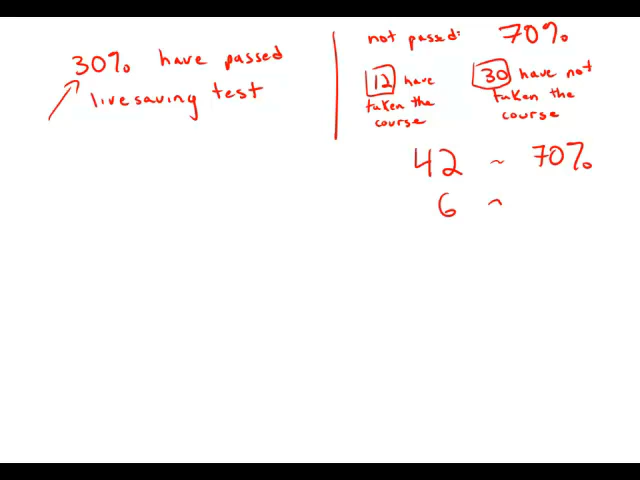 30% have passed
livesaving test
not passed: 70%
12 have
taken the
course
30 have not
taken the
course
42 ~ 70%
6 ~